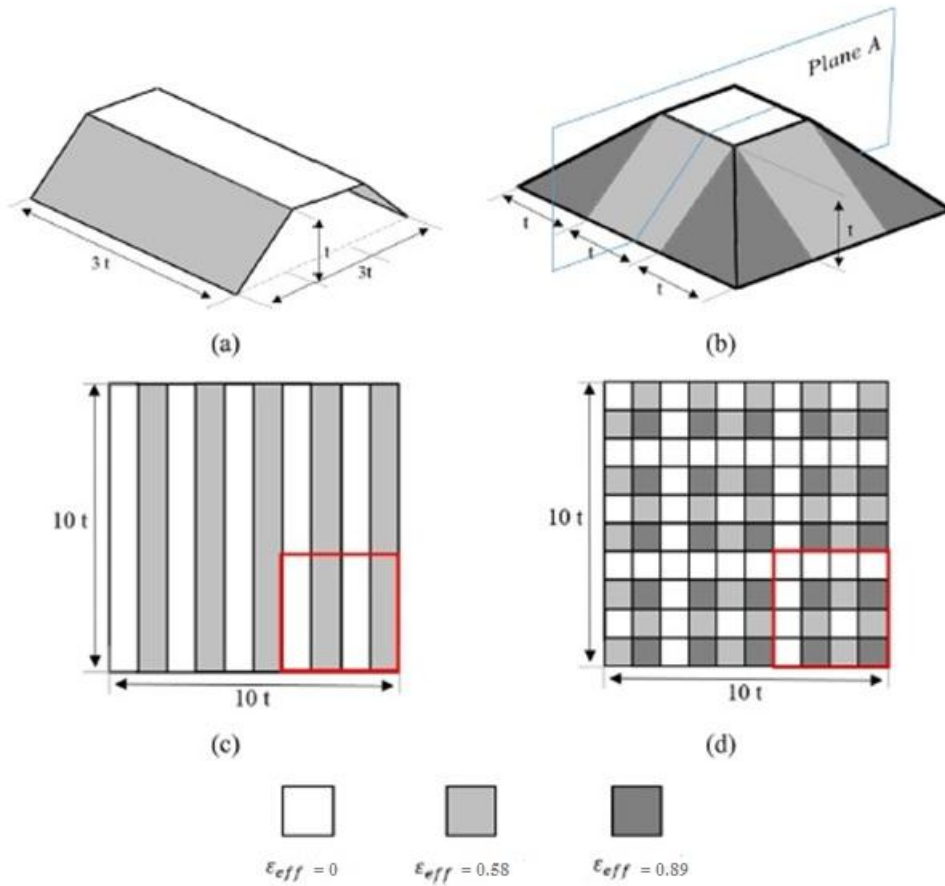 Plane A
3 t
t
3t
t
t
t
t
(a)
(b)
10 t
10 t
10 t
10 t
(c)
(d)
εeff = 0
εeff = 0.58
εeff = 0.89